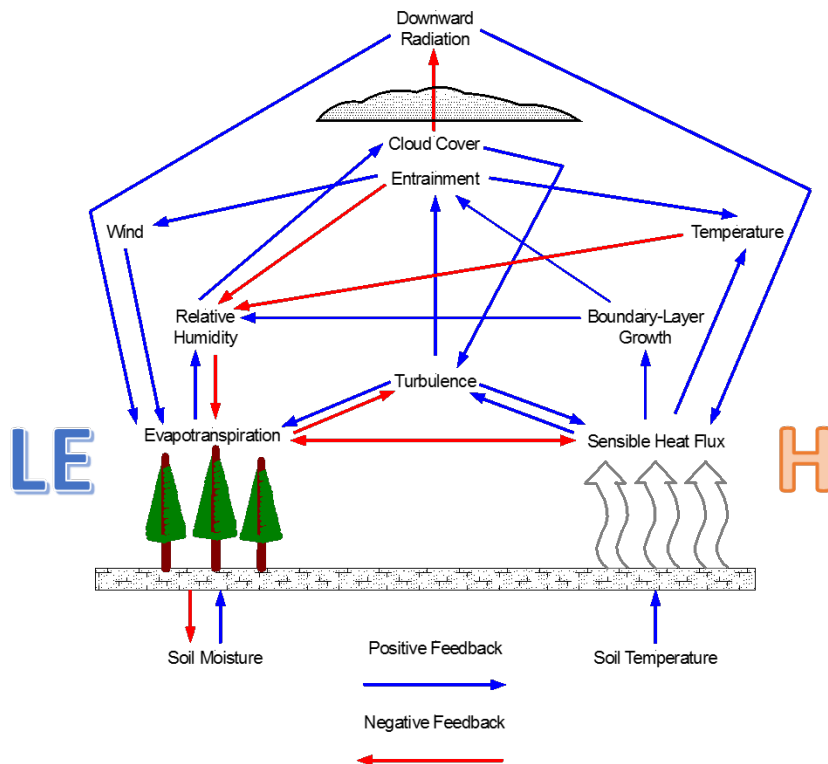 Downward
Radiation
Cloud Cover
Entrainment
Wind
Temperature
Relative
Humidity
Boundary-Layer
Growth
Turbulence
LE
Evapotranspiration
Sensible Heat Flux
H
Soil Moisture
Positive Feedback
Soil Temperature
Negative Feedback